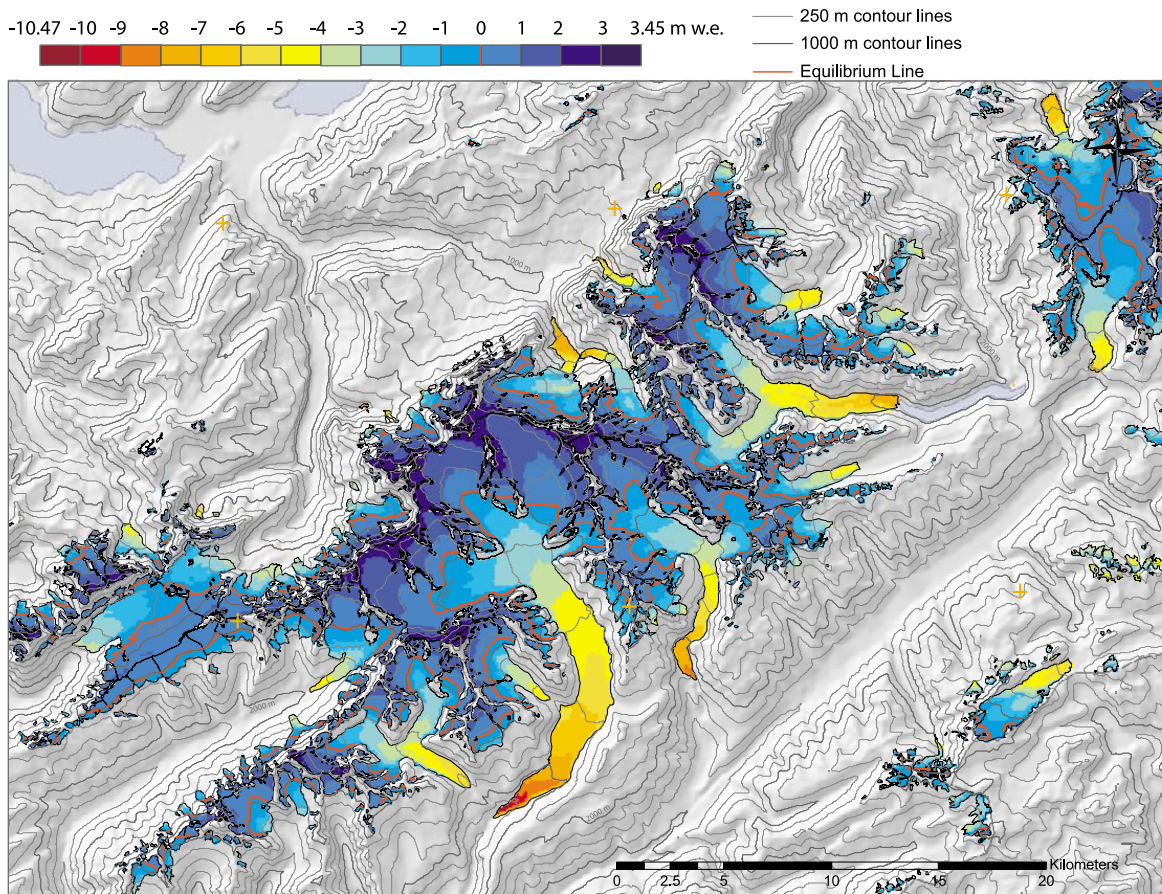 -10.47 -10 -9 -8 -7 -6 -5 -4 -3 -2 -1 0 1 2 3 3.45 m w.e.
250 m contour lines
1000 m contour lines
Equilibrium Line
1000 m
2000 m
2000 m
2000 m
Kilometers
0 2.5 5 10 15 20